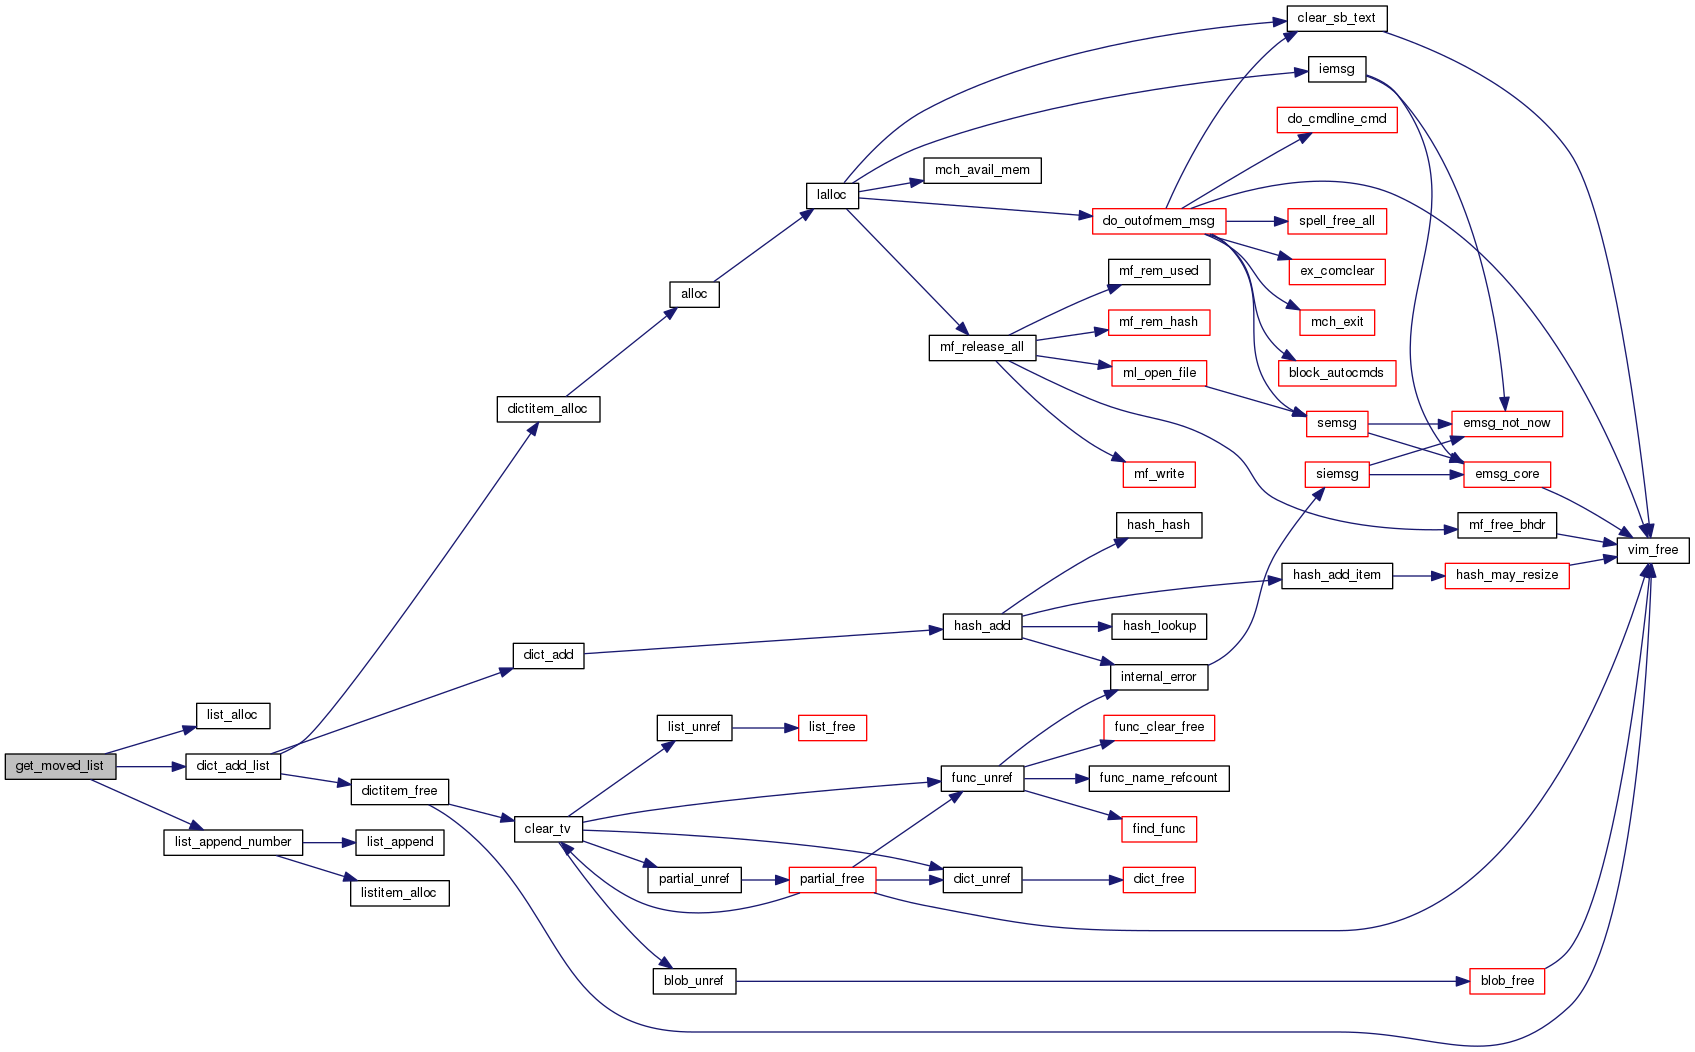 clear_sb_text
iemsg
do_cmdline_cmd
mch_avail_mem
lalloc
do_outofmem_msg
spell_free_all
mf_rem_used
ex_comclear
alloc
mf_rem_hash
mch_exit
mf_release_all
ml_open_file
block_autocmds
dictitem_alloc
semsg
emsg_not_now
mf_write
siemsg
emsg_core
hash_hash
mf_free_bhdr
vim_free
hash_add_item
hash_may_resize
hash_add
hash_lookup
dict_add
internal_error
list_alloc
list_unref
list_free
func_clear_free
get_moved_list
dict_add_list
dictitem_free
func_unref
func_name_refcount
clear_tv
find_func
list_append_number
list_append
partial_unref
partial_free
dict_unref
dict_free
listitem_alloc
blob_unref
blob_free